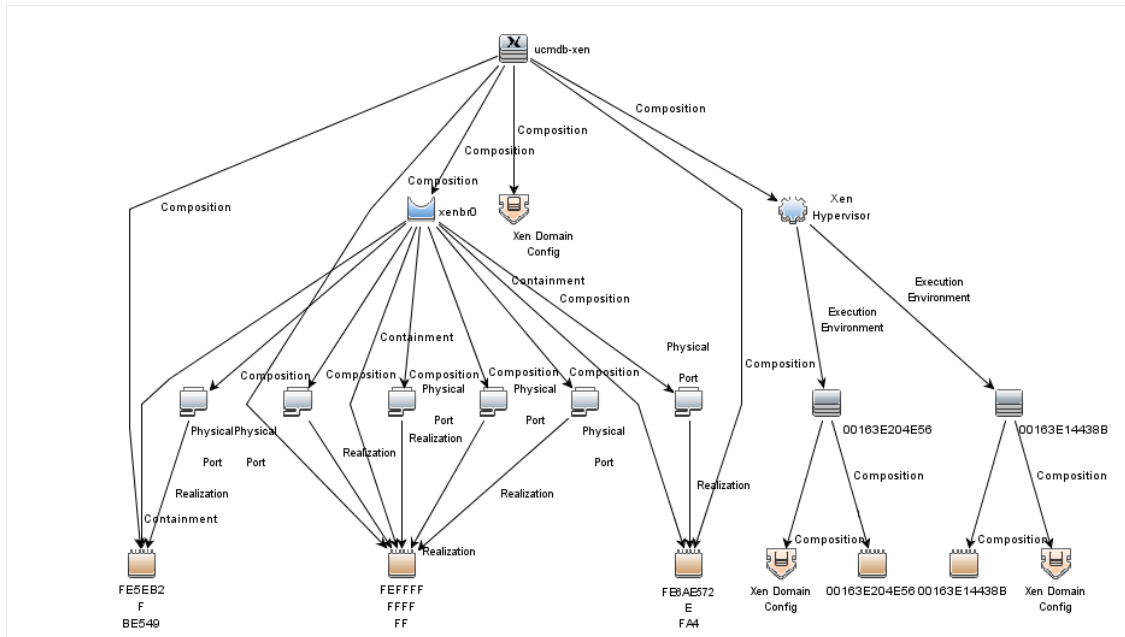 ucmdb-xen
Composition
Composition
Composition
Composition
Composition
xenbr0
Xen
Hypervisor
Xen Domain
Config
Containment
Composition
Execution
Environment
Execution
Environment
Containment
Physical
Port
Composition
Composition
Composition
Composition
Composition
Composition
Physical
Port
Physical
Port
Physical
Port
Physical
Port
Physical
Port
00163E204E56
00163E14438B
Realization
Realization
Realization
Realization
Realization
Composition
Composition
Containment
Realization
Composition
Composition
FE5EB2
F
BE549
FEFFFF
FFFF
FF
FE6AE572
E
FA4
Xen Domain
Config
00163E204E56
00163E14438B
Xen Domain
Config